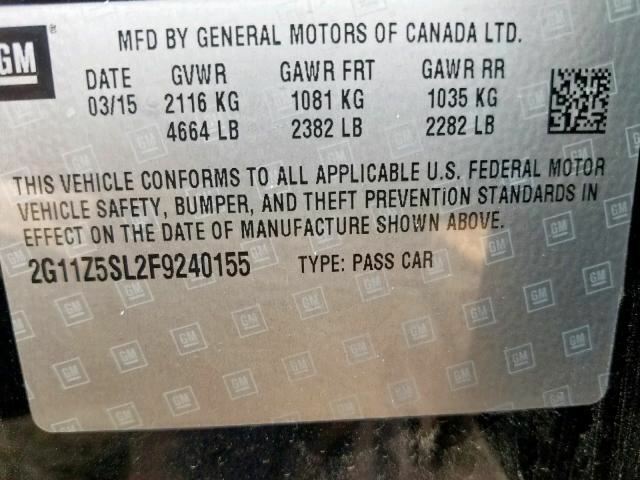 GM
MFD BY GENERAL MOTORS OF CANADA LTD.
DATE GVWR GAWR FRT GAWR RR
03/15 2116 KG 1081 KG 1035 KG
4664 LB 2382 LB 2282 LB
THIS VEHICLE CONFORMS TO ALL APPLICABLE U.S. FEDERAL MOTOR
VEHICLE SAFETY, BUMPER, AND THEFT PREVENTION STANDARDS IN
EFFECT ON THE DATE OF MANUFACTURE SHOWN ABOVE.
2G11Z5SL2F9240155 TYPE: PASS CAR